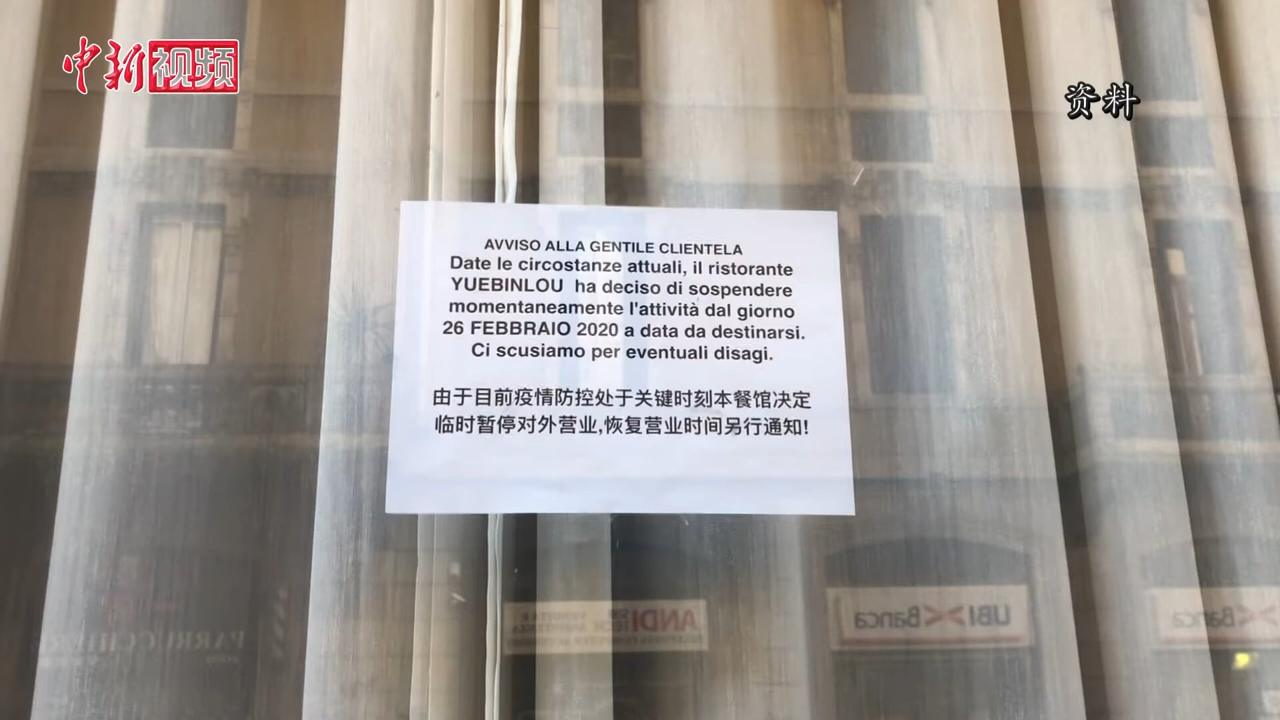 中新视频
资料
AVVISO ALLA GENTILE CLIENTELA
Date le circostanze attuali, il ristorante
YUEBINLOU ha deciso di sospendere
momentaneamente l'attività dal giorno
26 FEBBRAIO 2020 a data da destinarsi.
Ci scusiamo per eventuali disagi.
由于目前疫情防控处于关键时刻本餐馆决定
临时暂停对外营业,恢复营业时间另行通知!
PARRUCCHIERI
ANDI
UBI Banca
Banca